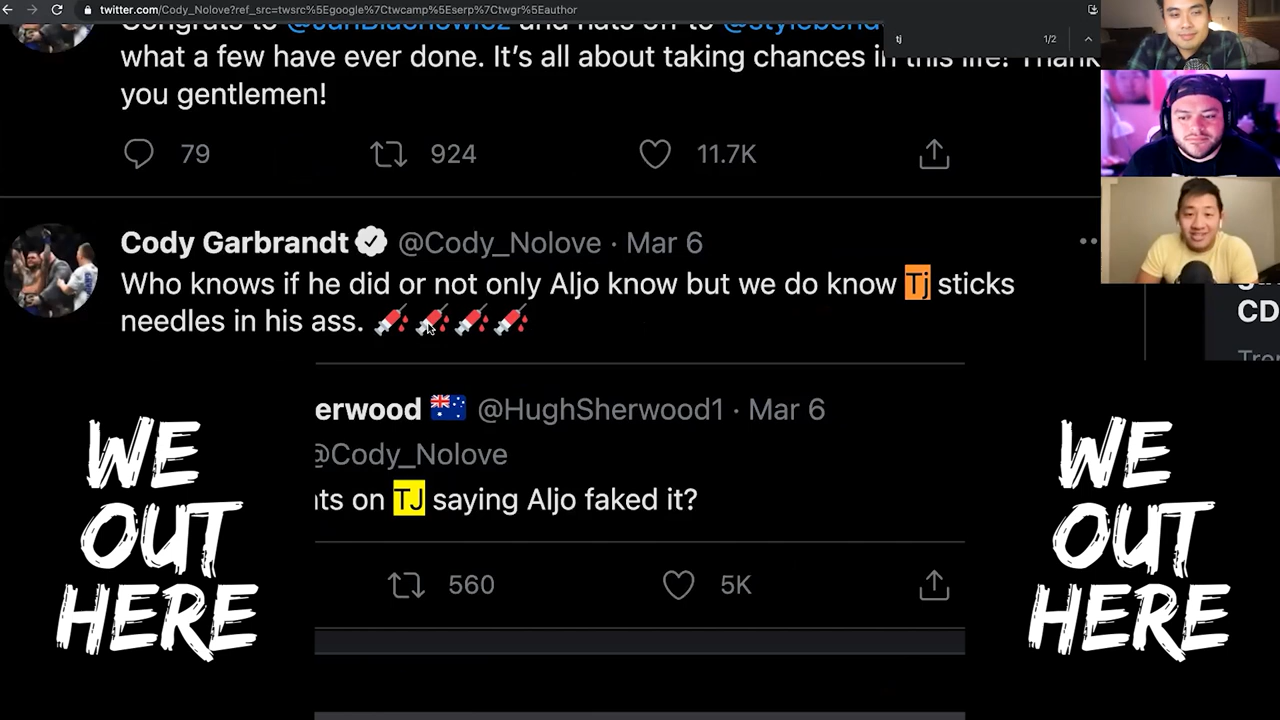 twitter.com/Cody_Nolove?ref_src=twsrc%5Egoogle%7Ctwcamp%5Eserp%7Ctwgr%5Eauthor
tj
1/2
Congrats to @JanBlachowicz and hats off to @stylebend
what a few have ever done. It's all about taking chances in this life! Thank
you gentlemen!
79 924 11.7K
Cody Garbrandt @Cody_Nolove · Mar 6
Who knows if he did or not only Aljo know but we do know Tj sticks
needles in his ass. 💉💉💉💉
CD
erwood 🇦🇺 @HughSherwood1 · Mar 6
@Cody_Nolove
ts on TJ saying Aljo faked it?
560 5K
WE
OUT
HERE
WE
OUT
HERE